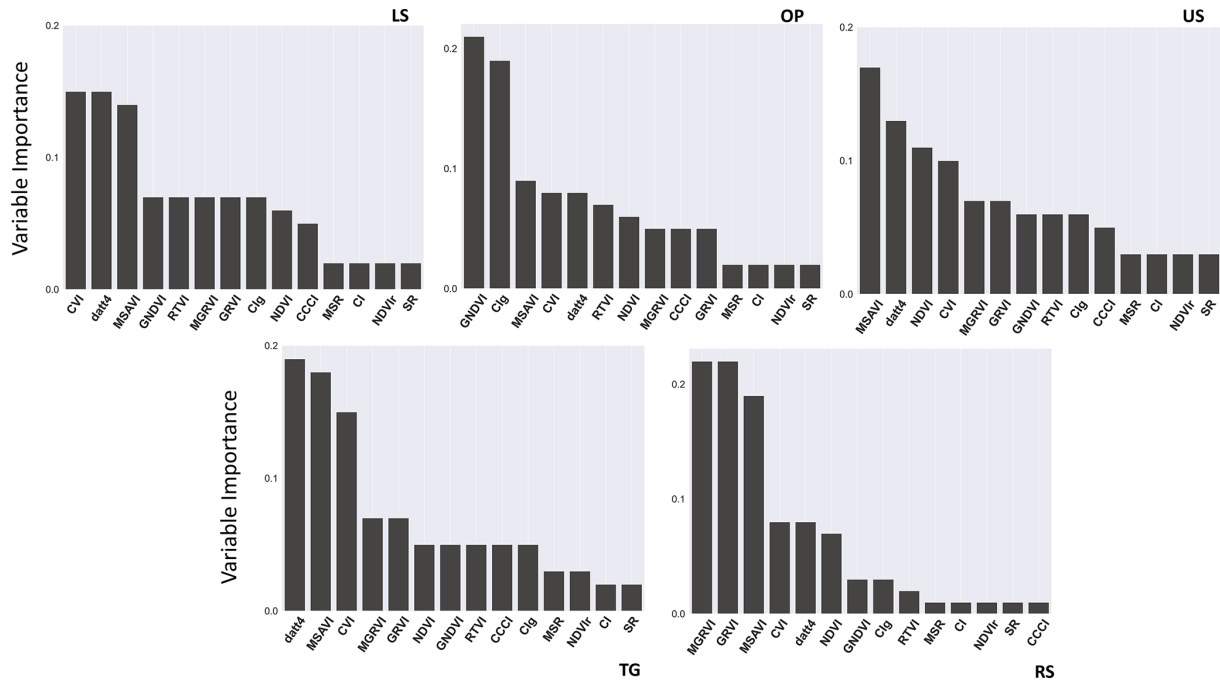 LS
OP
US
Variable Importance
0.2
0.1
0.0
CVI datt4 MSAVI GNDVI RTVI MGRVI GRVI CIg NDVI CCCI MSR CI NDVIr SR
0.2
0.1
0.0
GNDVI CIg MSAVI CVI datt4 RTVI NDVI MGRVI CCCI GRVI MSR CI NDVIr SR
0.2
0.1
0.0
MSAVI datt4 NDVI CVI MGRVI GRVI GNDVI RTVI CIg CCCI MSR CI NDVIr SR
Variable Importance
0.2
0.1
0.0
datt4 MSAVI CVI MGRVI GRVI NDVI GNDVI RTVI CCCI CIg MSR NDVIr CI SR
TG
0.2
0.1
0.0
MGRVI GRVI MSAVI CVI datt4 NDVI GNDVI CIg RTVI MSR CI NDVIr SR CCCI
RS